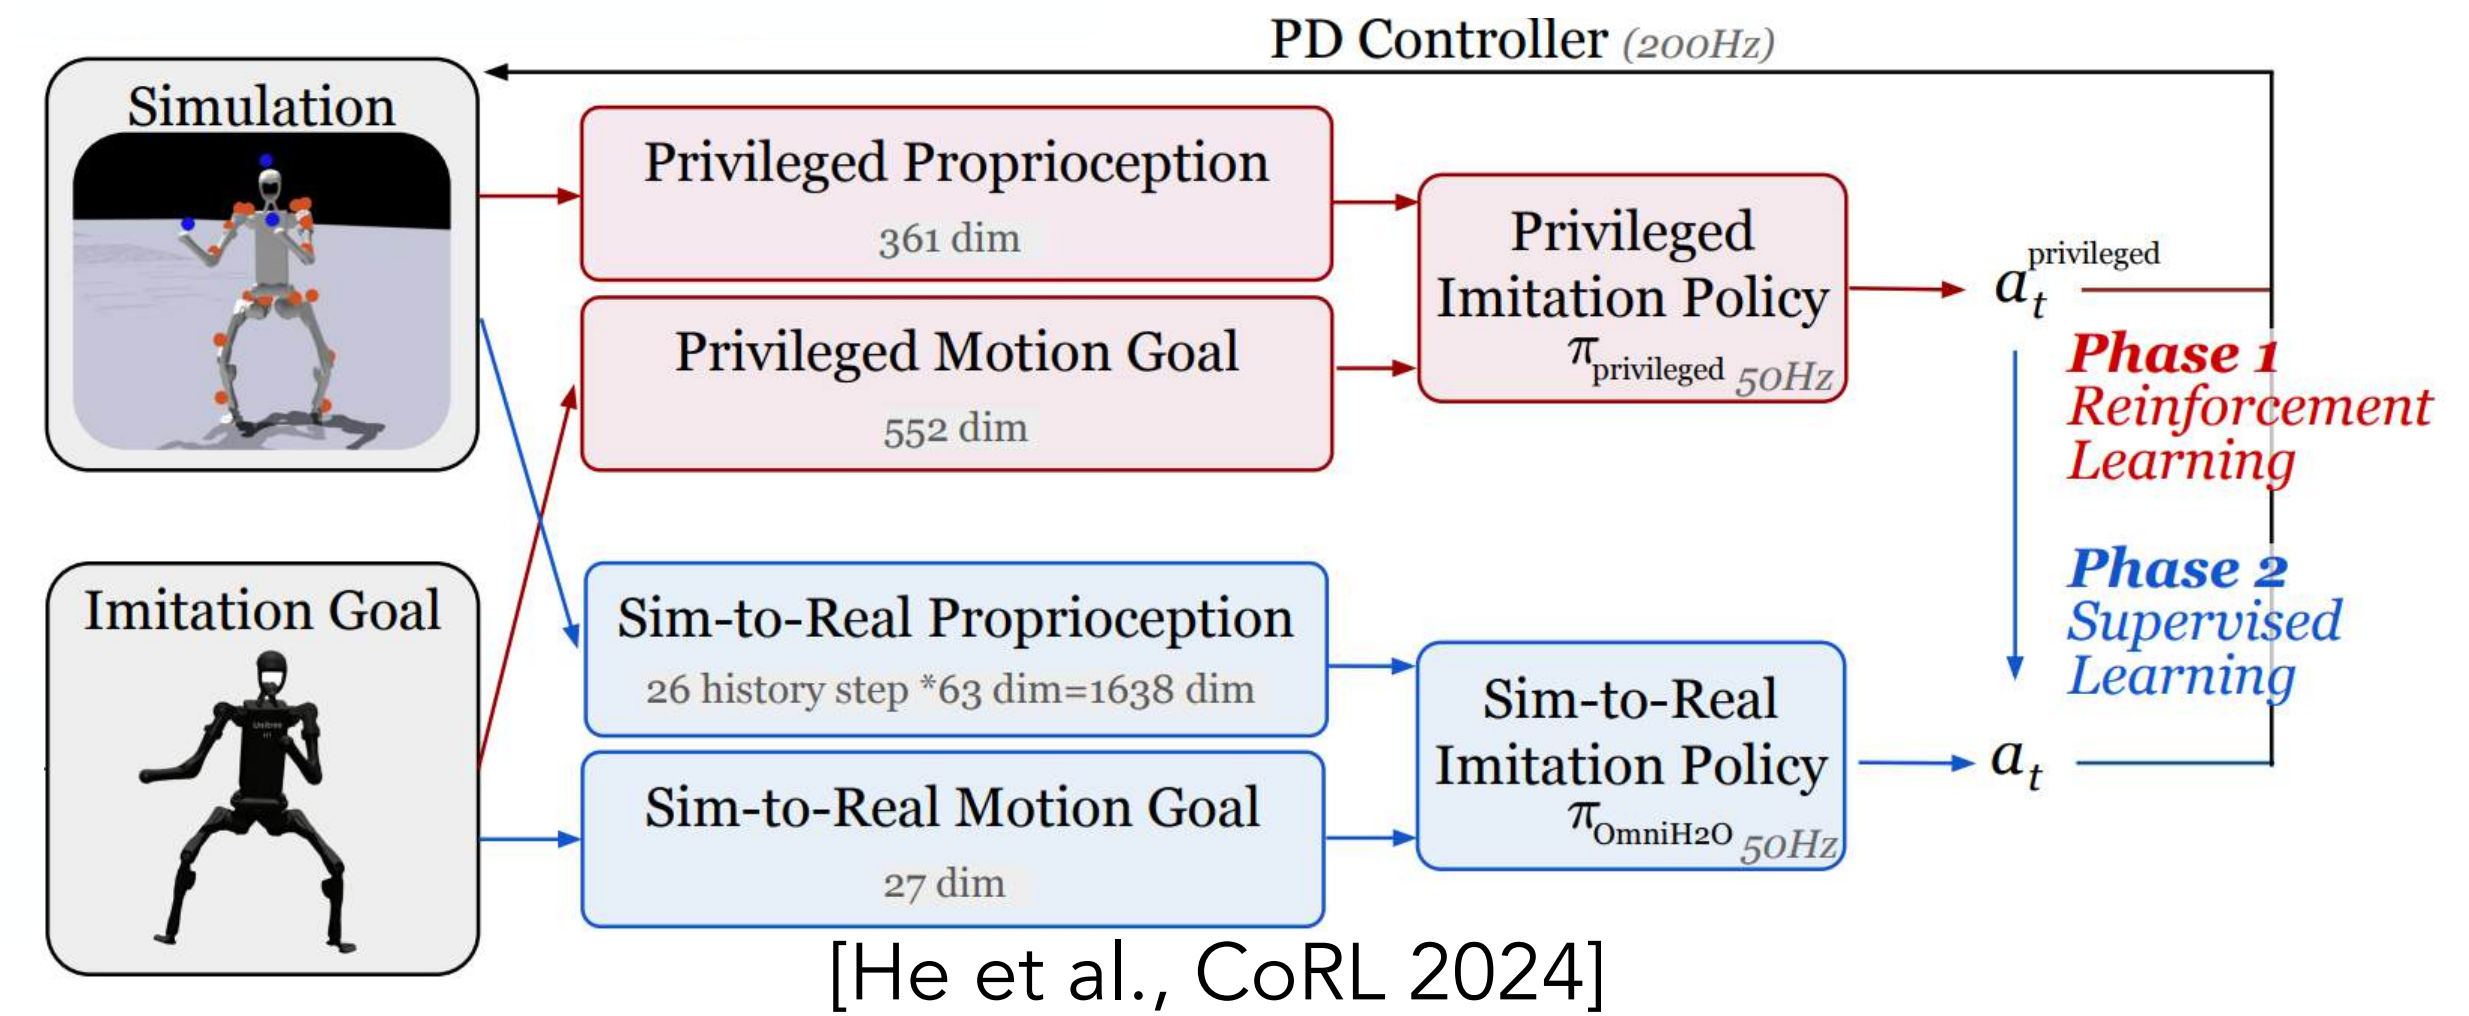 PD Controller (200Hz)
Simulation
Privileged Proprioception
361 dim
Privileged Motion Goal
552 dim
Privileged
Imitation Policy
πprivileged 50Hz
atprivileged
Phase 1
Reinforcement
Learning
Imitation Goal
Unitree
H1
Sim-to-Real Proprioception
26 history step *63 dim=1638 dim
Sim-to-Real Motion Goal
27 dim
Sim-to-Real
Imitation Policy
πOmniH2O 50Hz
at
Phase 2
Supervised
Learning
[He et al., CoRL 2024]